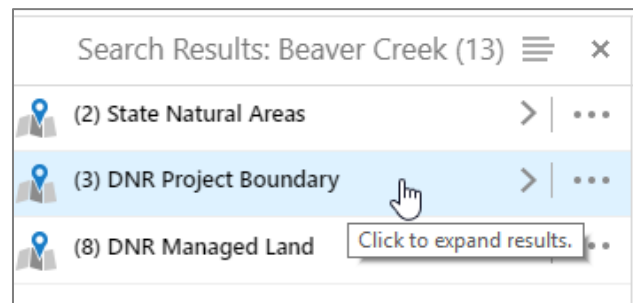 Search Results: Beaver Creek (13)
(2) State Natural Areas
(3) DNR Project Boundary
(8) DNR Managed Land
Click to expand results.